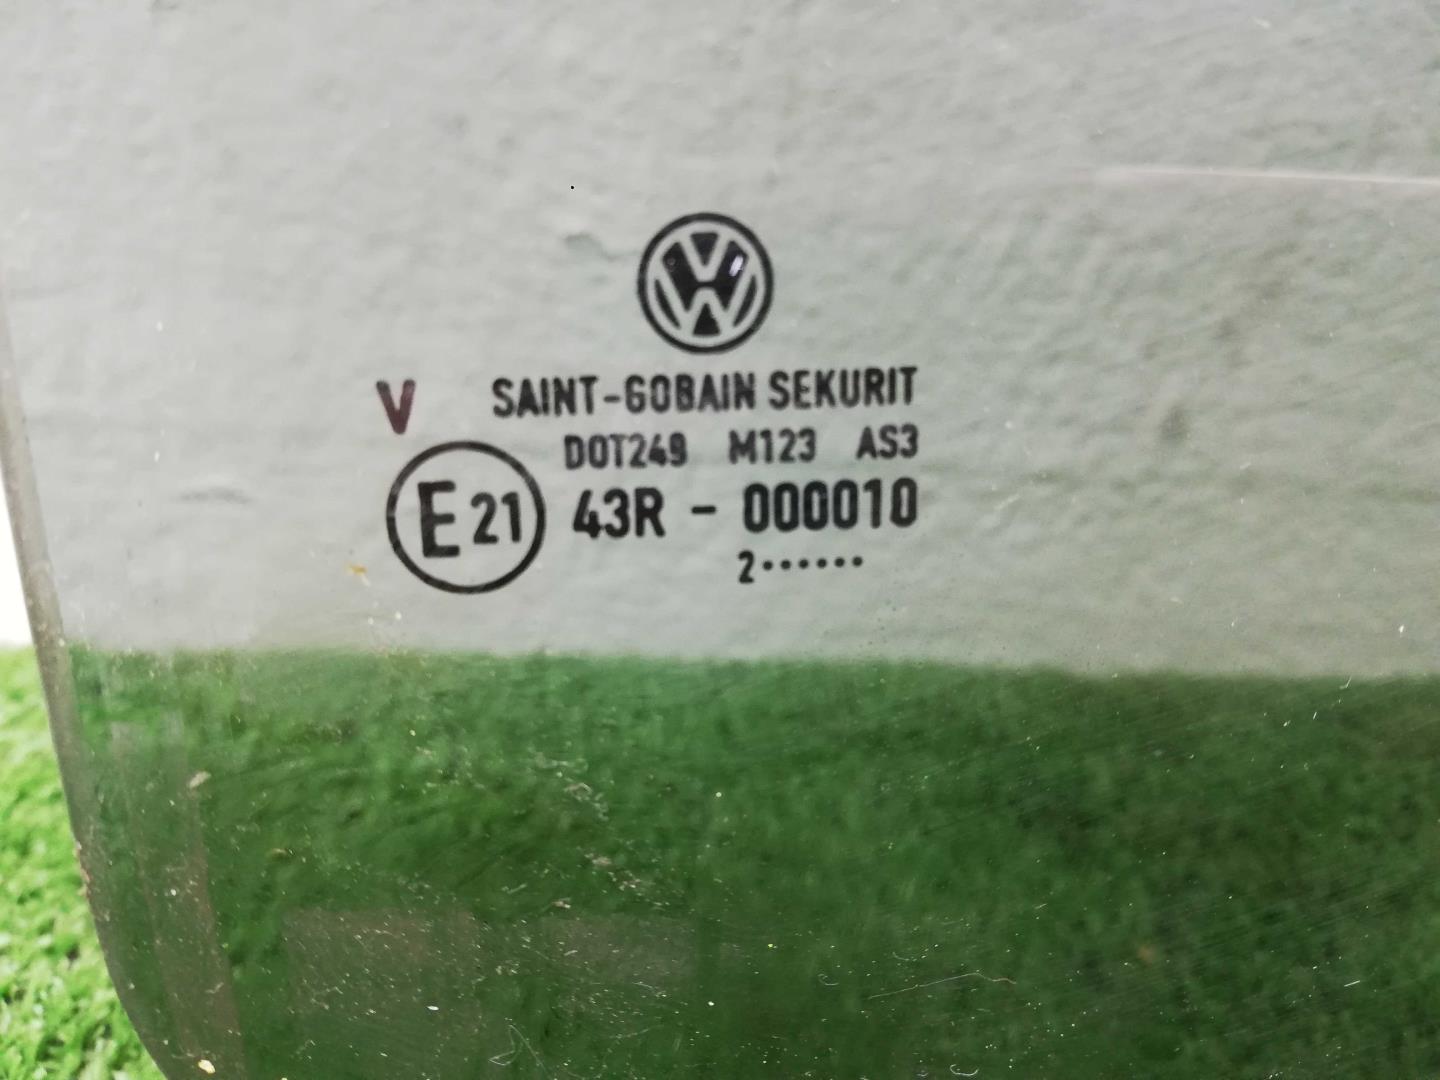 V SAINT-GOBAIN SEKURIT
DOT249 M123 AS3
E21 43R - 000010
2······